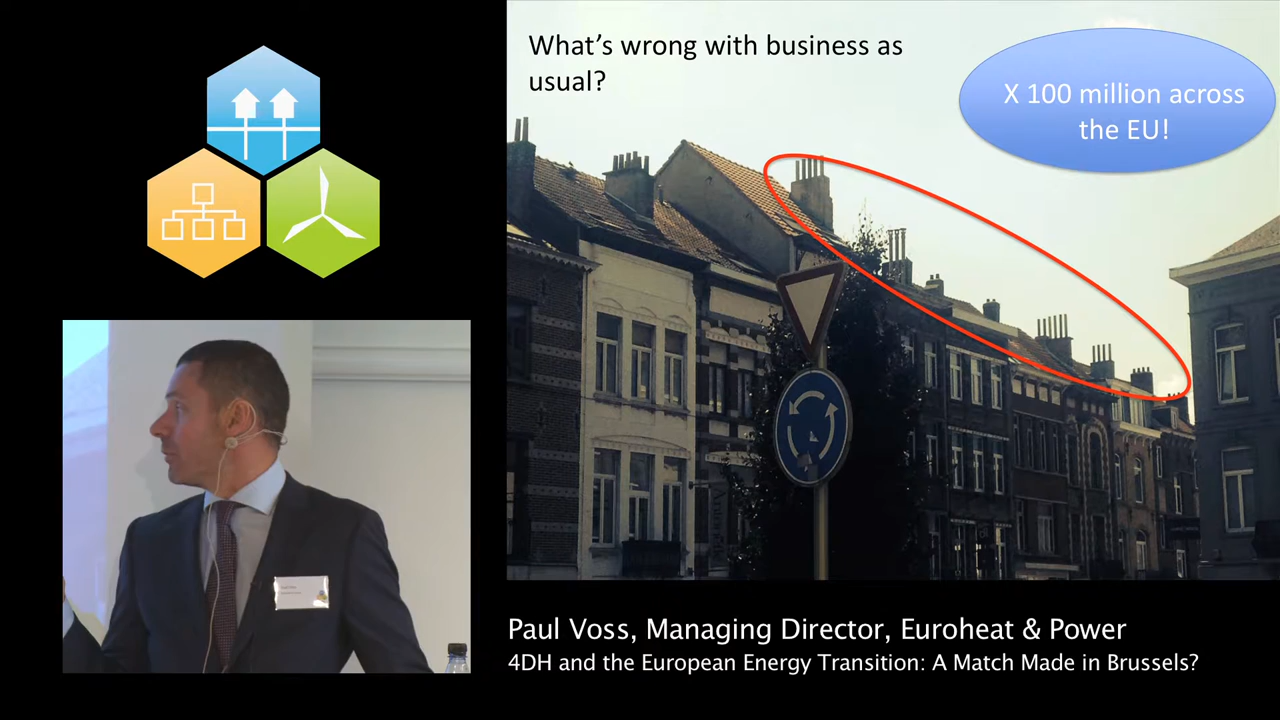 What's wrong with business as
usual?
X 100 million across
the EU!
Paul Voss, Managing Director, Euroheat & Power
4DH and the European Energy Transition: A Match Made in Brussels?